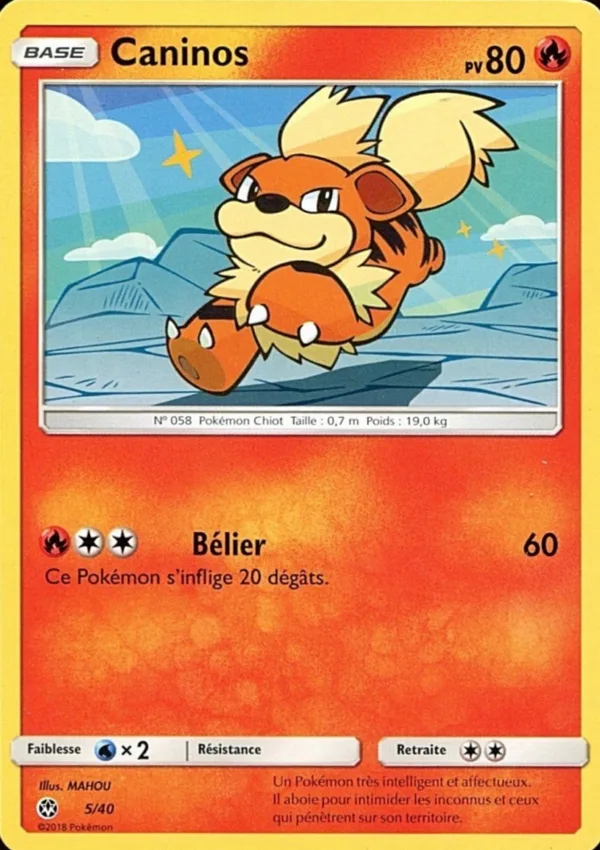 BASE Caninos PV 80
N° 058 Pokémon Chiot Taille : 0,7 m Poids : 19,0 kg
Bélier 60
Ce Pokémon s'inflige 20 dégâts.
Faiblesse × 2 Résistance Retraite
Illus. MAHOU
5/40
©2018 Pokémon
Un Pokémon très intelligent et affectueux.
Il aboie pour intimider les inconnus et ceux
qui pénètrent sur son territoire.